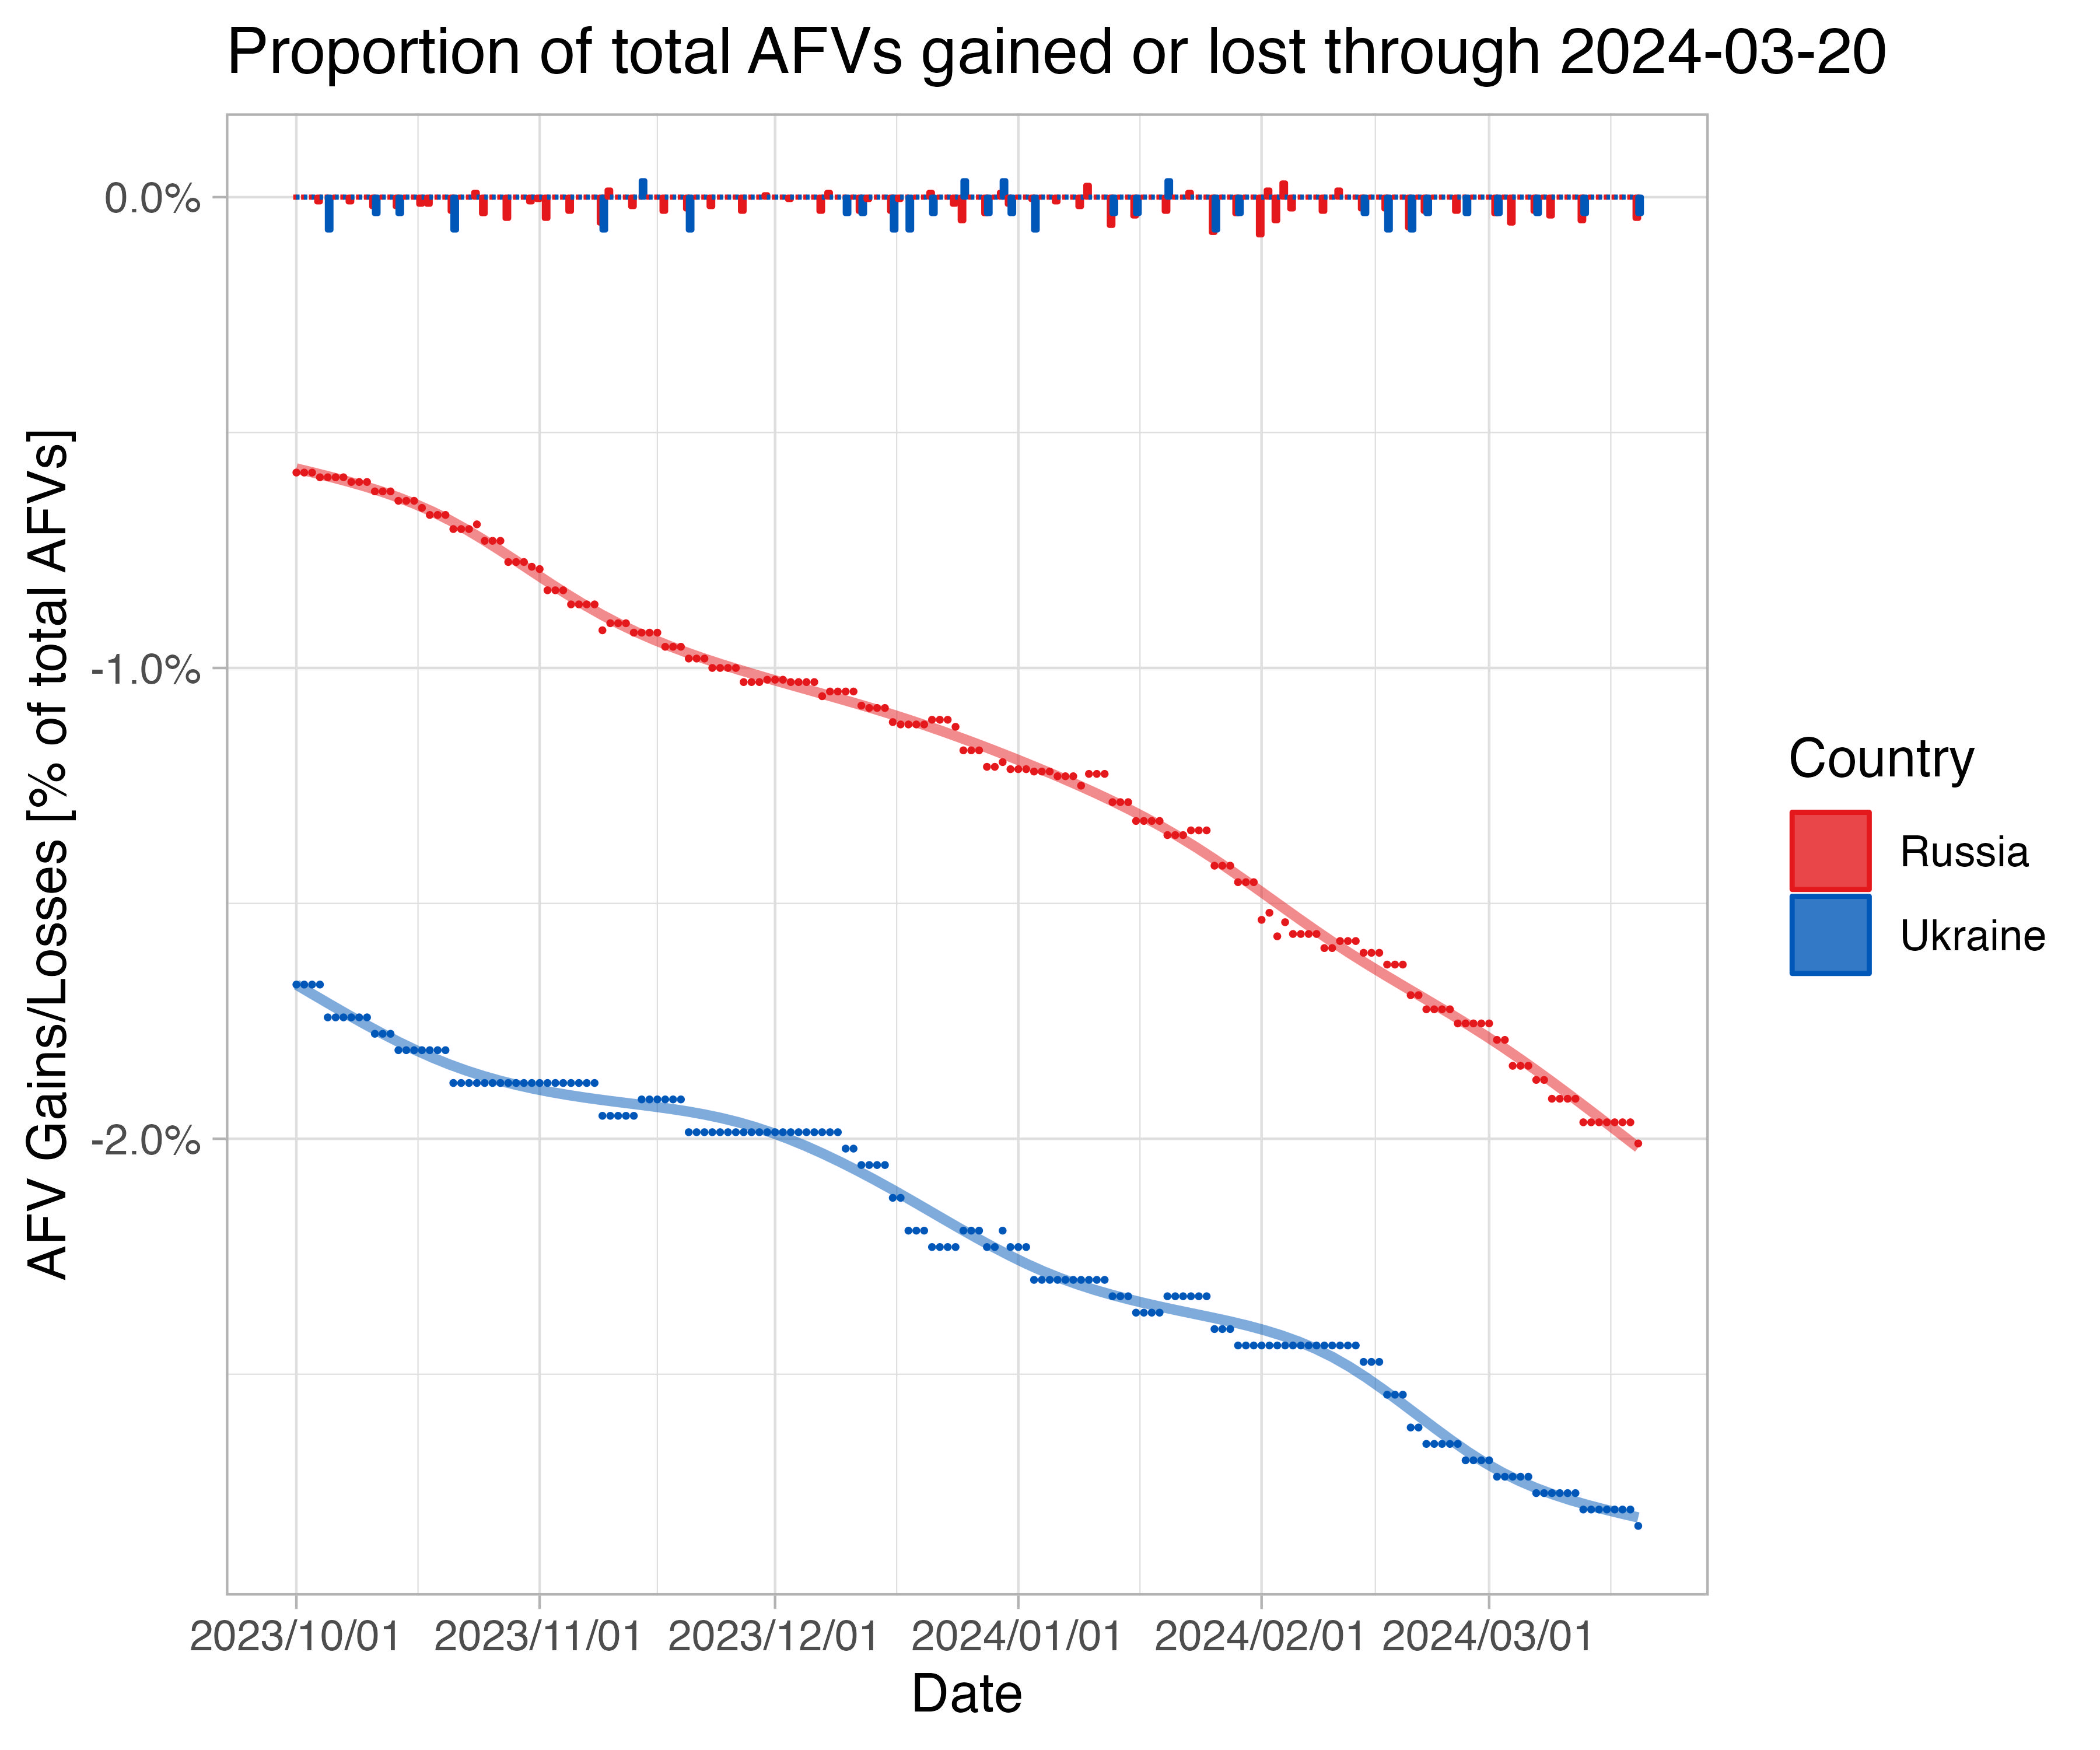 Proportion of total AFVs gained or lost through 2024-03-20
AFV Gains/Losses [% of total AFVs]
0.0%
-1.0%
-2.0%
2023/10/01 2023/11/01 2023/12/01 2024/01/01 2024/02/01 2024/03/01
Date
Country
Russia
Ukraine